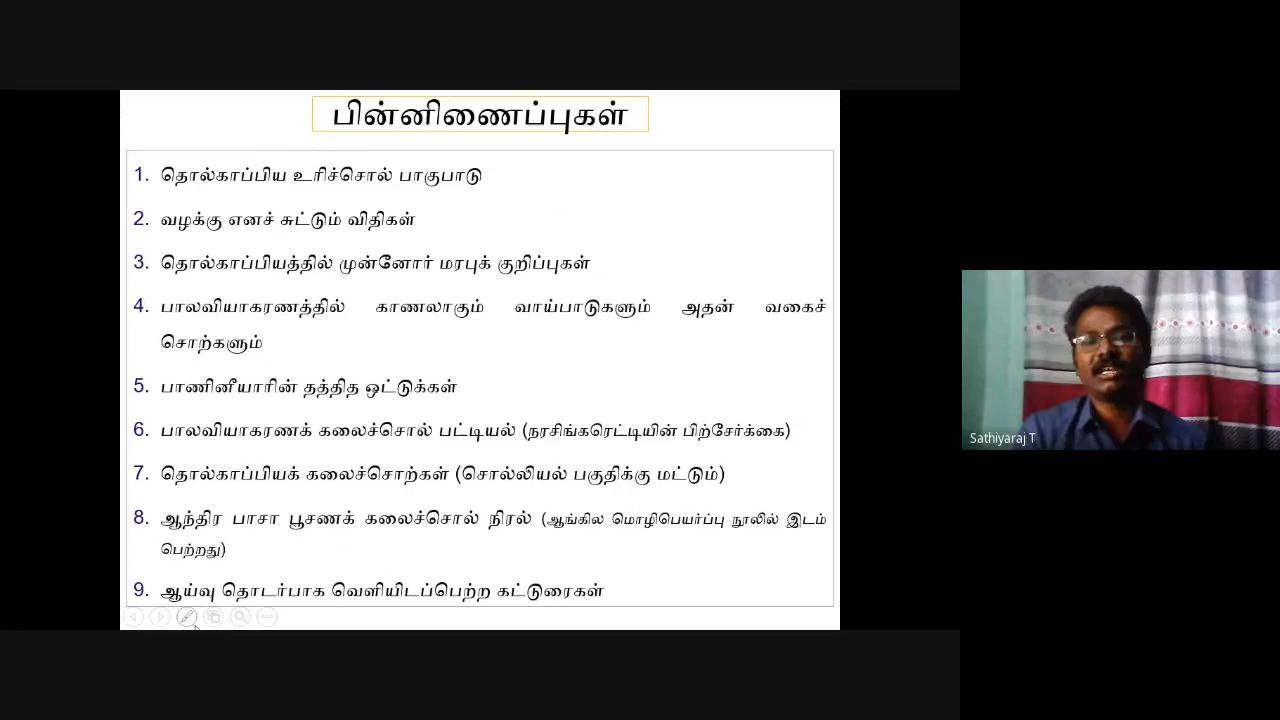 பின்னிணைப்புகள்
1. தொல்காப்பிய உரிச்சொல் பாகுபாடு
2. வழக்கு எனச் சுட்டும் விதிகள்
3. தொல்காப்பியத்தில் முன்னோர் மரபுக் குறிப்புகள்
4. பாலவியாகரணத்தில் காணலாகும் வாய்பாடுகளும் அதன் வகைச்
சொற்களும்
5. பாணினீயாரின் தத்தித ஒட்டுக்கள்
6. பாலவியாகரணக் கலைச்சொல் பட்டியல் (நரசிங்கரெட்டியின் பிற்சேர்க்கை)
7. தொல்காப்பியக் கலைச்சொற்கள் (சொல்லியல் பகுதிக்கு மட்டும்)
8. ஆந்திர பாசா பூசணக் கலைச்சொல் நிரல் (ஆங்கில மொழிபெயர்ப்பு நூலில் இடம்
பெற்றது)
9. ஆய்வு தொடர்பாக வெளியிடப்பெற்ற கட்டுரைகள்
Sathiyaraj T